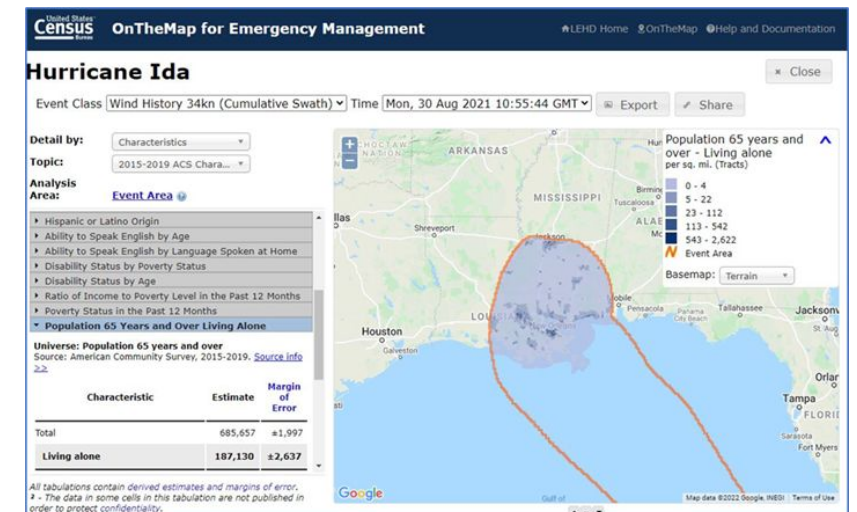 United States
Census
Bureau
OnTheMap for Emergency Management
LEHD Home OnTheMap Help and Documentation
Hurricane Ida
× Close
Event Class Wind History 34kn (Cumulative Swath) Time Mon, 30 Aug 2021 10:55:44 GMT Export Share
Detail by: Characteristics
Topic: 2015-2019 ACS Chara...
Analysis
Area: Event Area
Hispanic or Latino Origin
Ability to Speak English by Age
Ability to Speak English by Language Spoken at Home
Disability Status by Poverty Status
Disability Status by Age
Ratio of Income to Poverty Level in the Past 12 Months
Poverty Status in the Past 12 Months
Population 65 Years and Over Living Alone
Universe: Population 65 years and over
Source: American Community Survey, 2015-2019. Source info
>>
Characteristic Estimate Margin of Error
Total 685,657 ±1,997
Living alone 187,130 ±2,637
All tabulations contain derived estimates and margins of error.
² - The data in some cells in this tabulation are not published in
order to protect confidentiality.
+
−
CHOCTAW
NATION
ARKANSAS
MISSISSIPPI
Tuscaloosa
Shreveport
Jackson
Mobile
Pensacola
Panama
City Beach
Tallahassee
Jacksonv
St. Aug
Houston
Galveston
Orlar
Tampa
FLORI
Sarasota
Fort Myers
Gulf of
Population 65 years and
over - Living alone
per sq. mi. (Tracts)
0 - 4
5 - 22
23 - 112
113 - 542
543 - 2,622
Event Area
Basemap: Terrain
Google
Map data ©2022 Google, INEGI Terms of Use